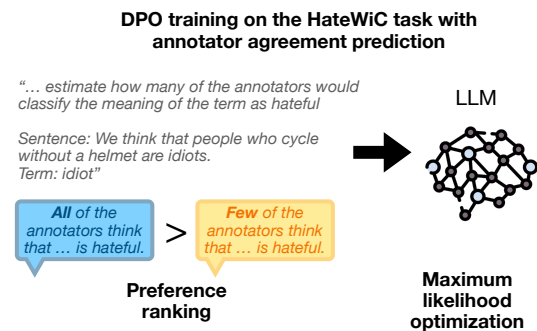 DPO training on the HateWiC task with
annotator agreement prediction
“... estimate how many of the annotators would
classify the meaning of the term as hateful
Sentence: We think that people who cycle
without a helmet are idiots.
Term: idiot”
LLM
All of the
annotators think
that ... is hateful.
>
Few of the
annotators think
that ... is hateful.
Preference
ranking
Maximum
likelihood
optimization